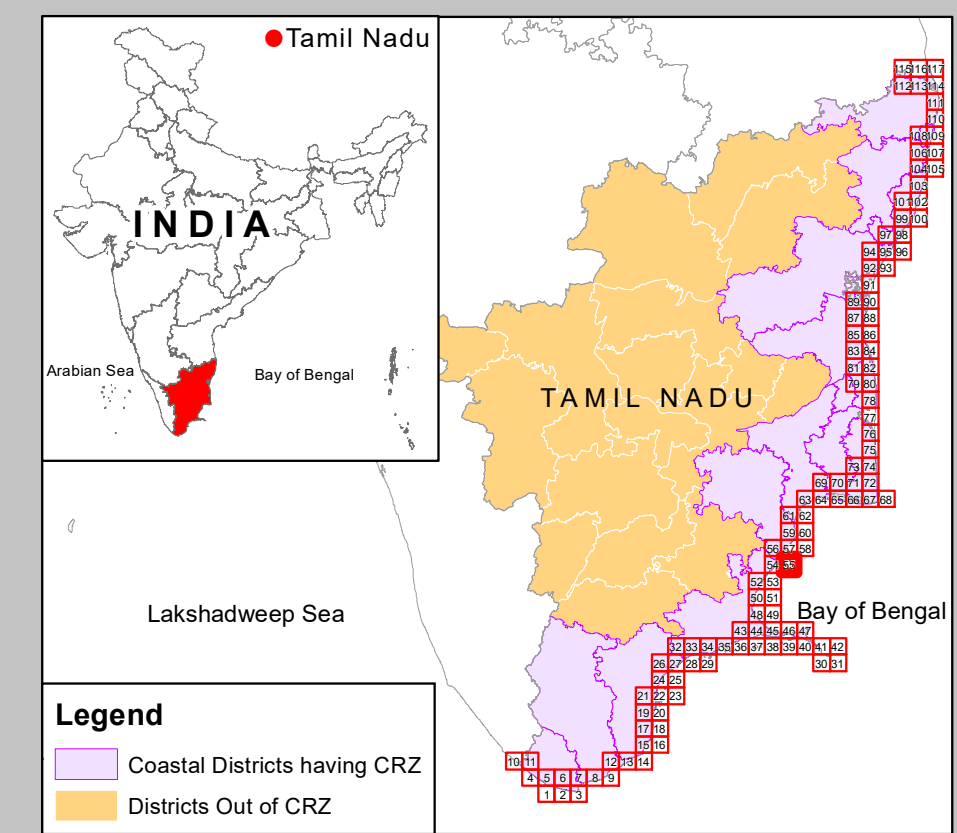 Tamil Nadu
INDIA
Arabian Sea
Bay of Bengal
TAMIL NADU
Lakshadweep Sea
Bay of Bengal
115 116 117
112 113 114
111
110
108 109
106 107
104 105
103
101 102
99 100
97 98
94 95 96
92 93
91
89 90
87 88
85 86
83 84
81 82
79 80
78
77
76
75
73 74
69 70 71 72
63 64 65 66 67 68
61 62
59 60
56 57 58
54 55
52 53
50 51
48 49
43 44 45 46 47
32 33 34 35 36 37 38 39 40 41 42
26 27 28 29 30 31
24 25
21 22 23
19 20
17 18
15 16
10 11 12 13 14
4 5 6 7 8 9
1 2 3
Legend
Coastal Districts having CRZ
Districts Out of CRZ